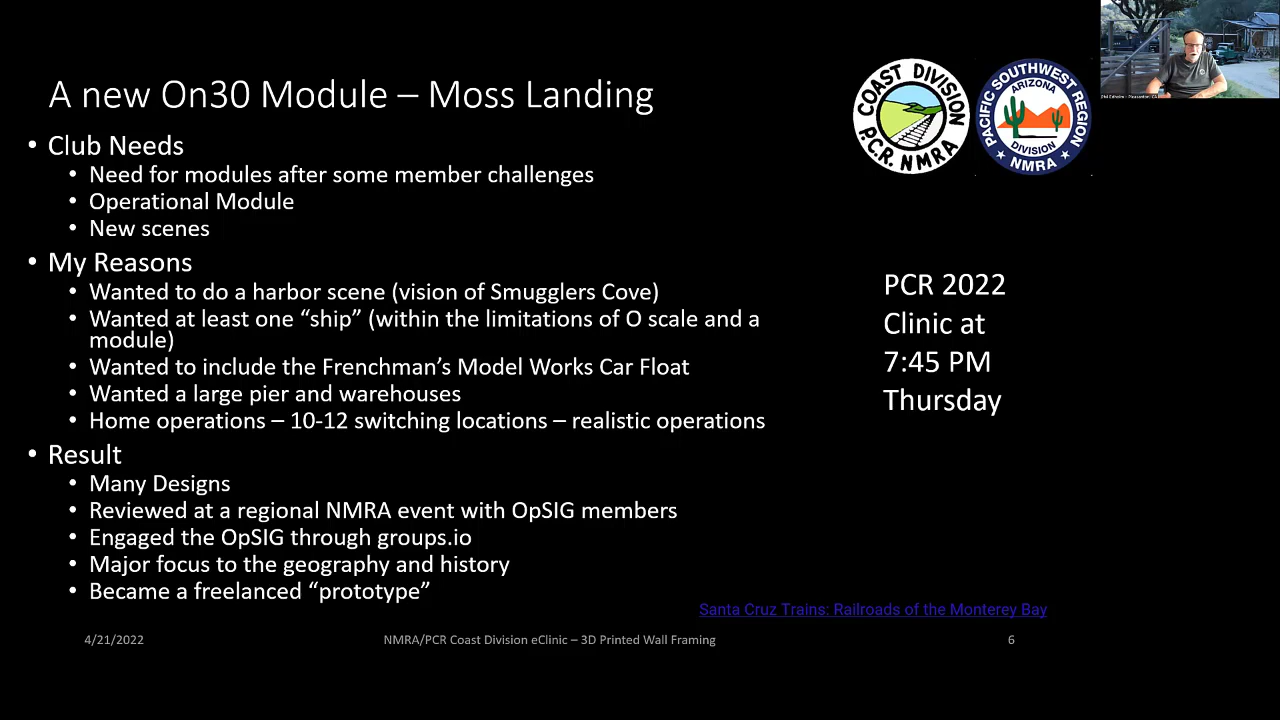 A new On30 Module – Moss Landing
• Club Needs
• Need for modules after some member challenges
• Operational Module
• New scenes
• My Reasons
• Wanted to do a harbor scene (vision of Smugglers Cove)
• Wanted at least one “ship” (within the limitations of O scale and a
module)
• Wanted to include the Frenchman’s Model Works Car Float
• Wanted a large pier and warehouses
• Home operations – 10-12 switching locations – realistic operations
• Result
• Many Designs
• Reviewed at a regional NMRA event with OpSIG members
• Engaged the OpSIG through groups.io
• Major focus to the geography and history
• Became a freelanced “prototype”
COAST DIVISION
P.C.R. NMRA
PACIFIC SOUTHWEST REGION
ARIZONA
DIVISION
NMRA
PCR 2022
Clinic at
7:45 PM
Thursday
Santa Cruz Trains: Railroads of the Monterey Bay
4/21/2022
NMRA/PCR Coast Division eClinic – 3D Printed Wall Framing
6